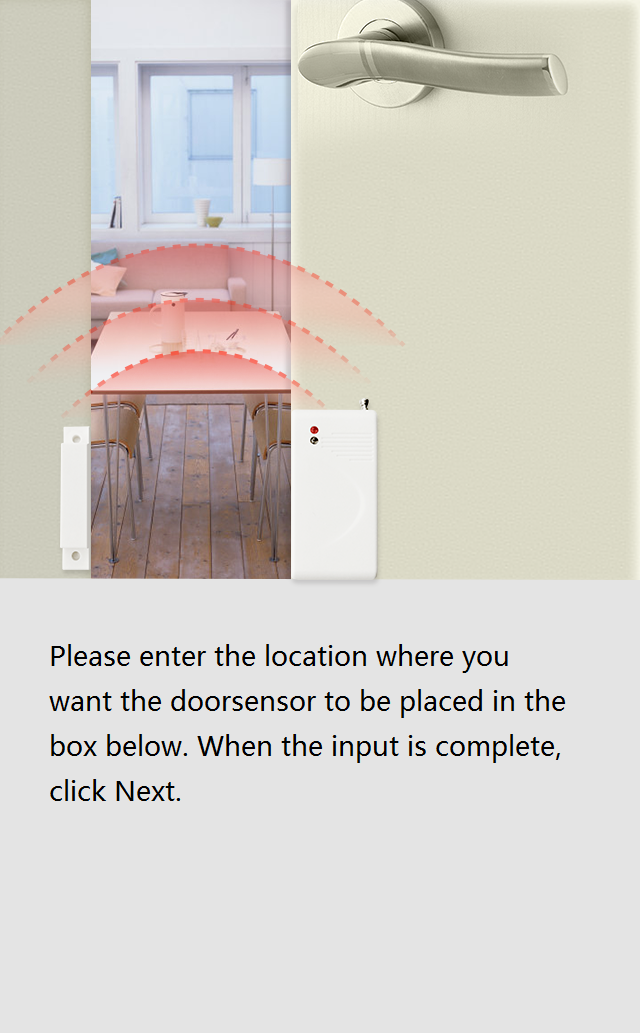 Please enter the location where you
want the doorsensor to be placed in the
box below. When the input is complete,
click Next.